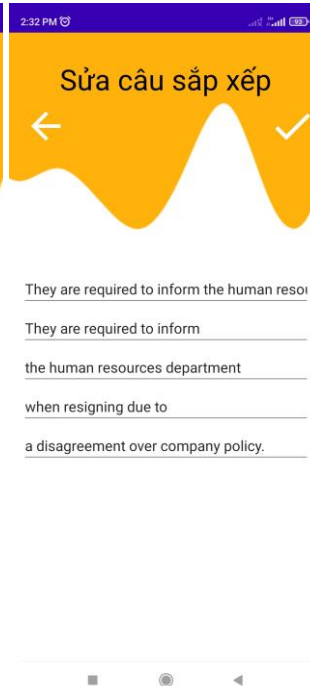 2:32 PM
93
Sửa câu sắp xếp
They are required to inform the human
They are required to inform
the human resources department
when resigning due to
a disagreement over company policy.